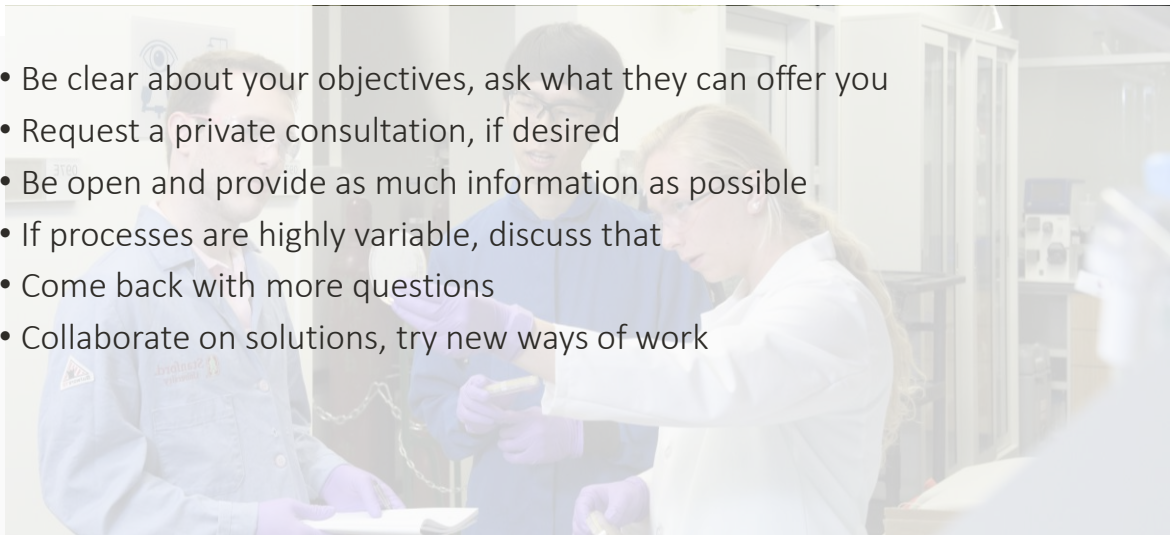 • Be clear about your objectives, ask what they can offer you
• Request a private consultation, if desired
• Be open and provide as much information as possible
• If processes are highly variable, discuss that
• Come back with more questions
• Collaborate on solutions, try new ways of work